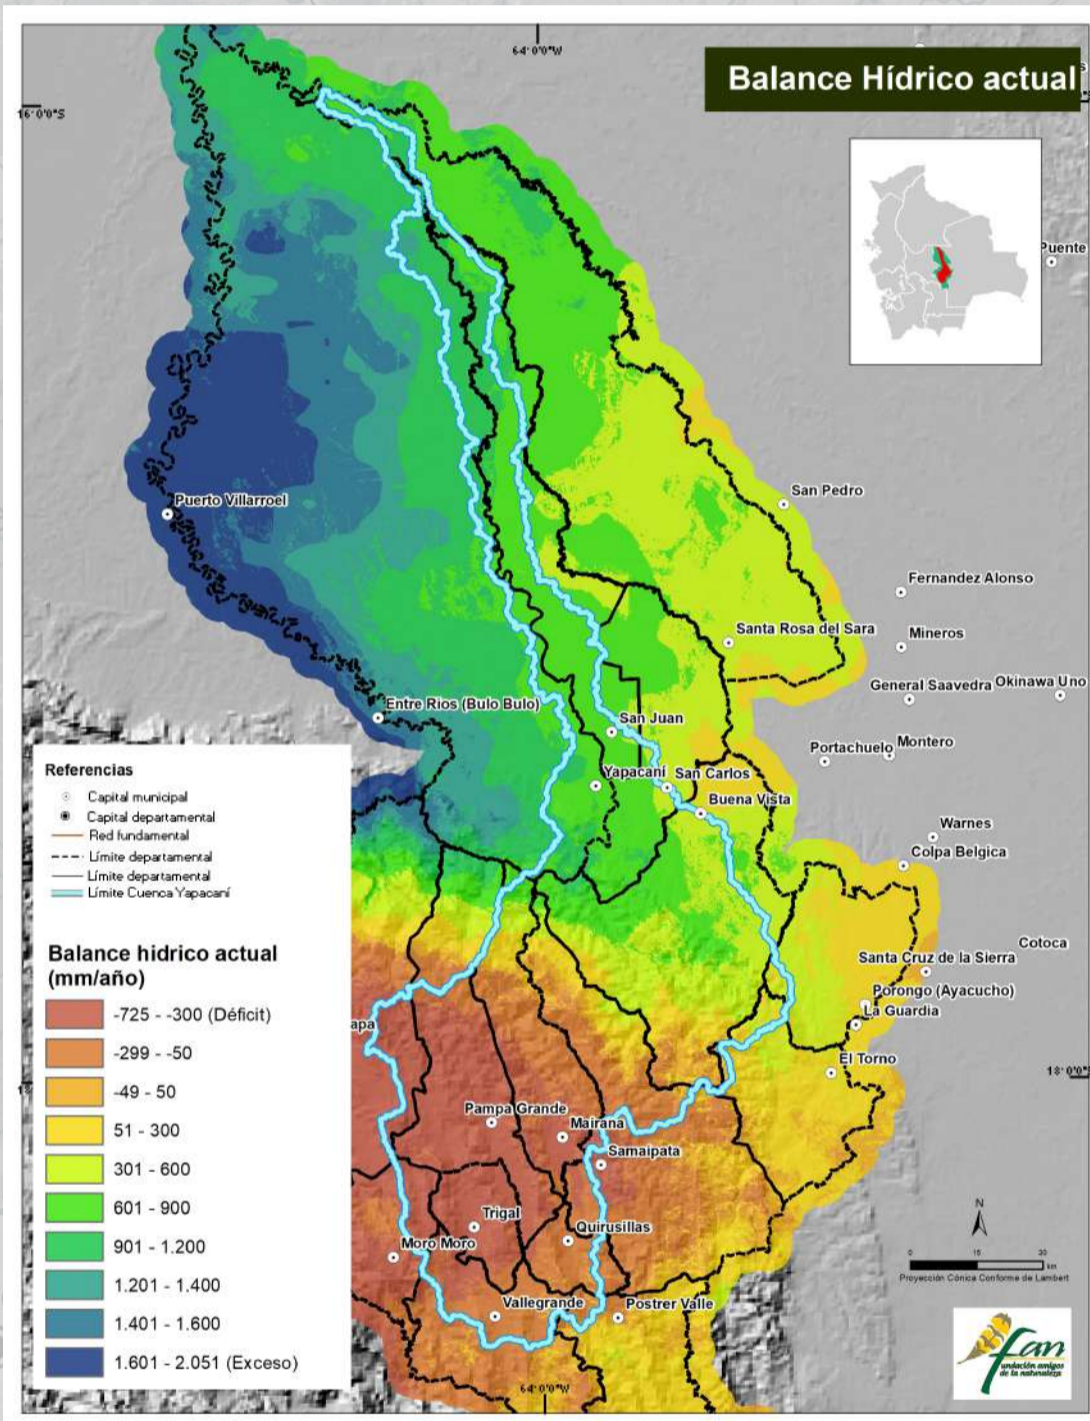 64°0'0"W
Balance Hídrico actual
16°0'0"S
Puente
Puerto Villarroel
San Pedro
Fernandez Alonso
Santa Rosa del Sara
Mineros
General Saavedra
Okinawa Uno
Entre Rios (Bulo Bulo)
San Juan
Portachuelo
Montero
Yapacaní
San Carlos
Buena Vista
Warnes
Colpa Belgica
Cotoca
Santa Cruz de la Sierra
Porongo (Ayacucho)
La Guardia
apa
El Torno
18°0'0"S
Pampa Grande
Mairana
Samaipata
Trigal
Quirusillas
Moro Moro
Vallegrande
Postrer Valle
64°0'0"W
Referencias
Capital municipal
Capital departamental
Red fundamental
Límite departamental
Límite departamental
Límite Cuenca Yapacaní
Balance hidrico actual
(mm/año)
-725 - -300 (Déficit)
-299 - -50
-49 - 50
51 - 300
301 - 600
601 - 900
901 - 1.200
1.201 - 1.400
1.401 - 1.600
1.601 - 2.051 (Exceso)
N
0 15 30
km
Proyección Cónica Conforme de Lambert
fan
fundación amigos
de la naturaleza